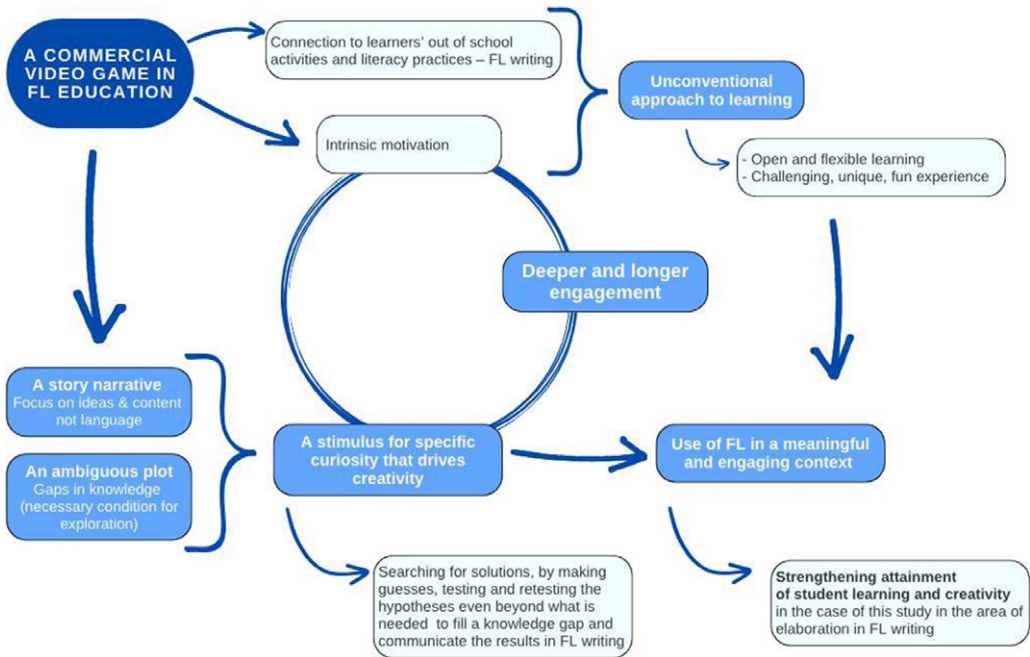 A COMMERCIAL
VIDEO GAME IN
FL EDUCATION
Connection to learners' out of school
activities and literacy practices – FL writing
Intrinsic motivation
Unconventional
approach to learning
- Open and flexible learning
- Challenging, unique, fun experience
Deeper and longer
engagement
A story narrative
Focus on ideas & content
not language
An ambiguous plot
Gaps in knowledge
(necessary condition for
exploration)
A stimulus for specific
curiosity that drives
creativity
Use of FL in a meaningful
and engaging context
Searching for solutions, by making
guesses, testing and retesting the
hypotheses even beyond what is
needed to fill a knowledge gap and
communicate the results in FL writing
Strengthening attainment
of student learning and creativity
in the case of this study in the area of
elaboration in FL writing